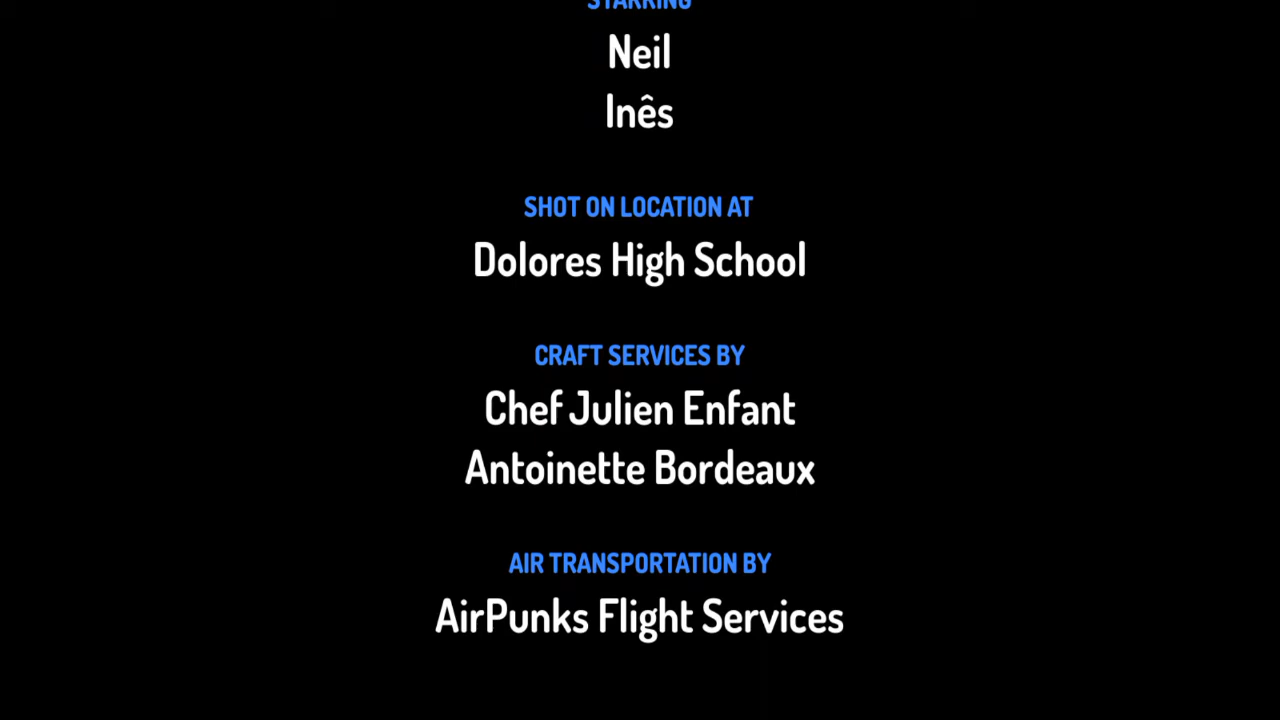 STARRING
Neil
Inês
SHOT ON LOCATION AT
Dolores High School
CRAFT SERVICES BY
Chef Julien Enfant
Antoinette Bordeaux
AIR TRANSPORTATION BY
AirPunks Flight Services